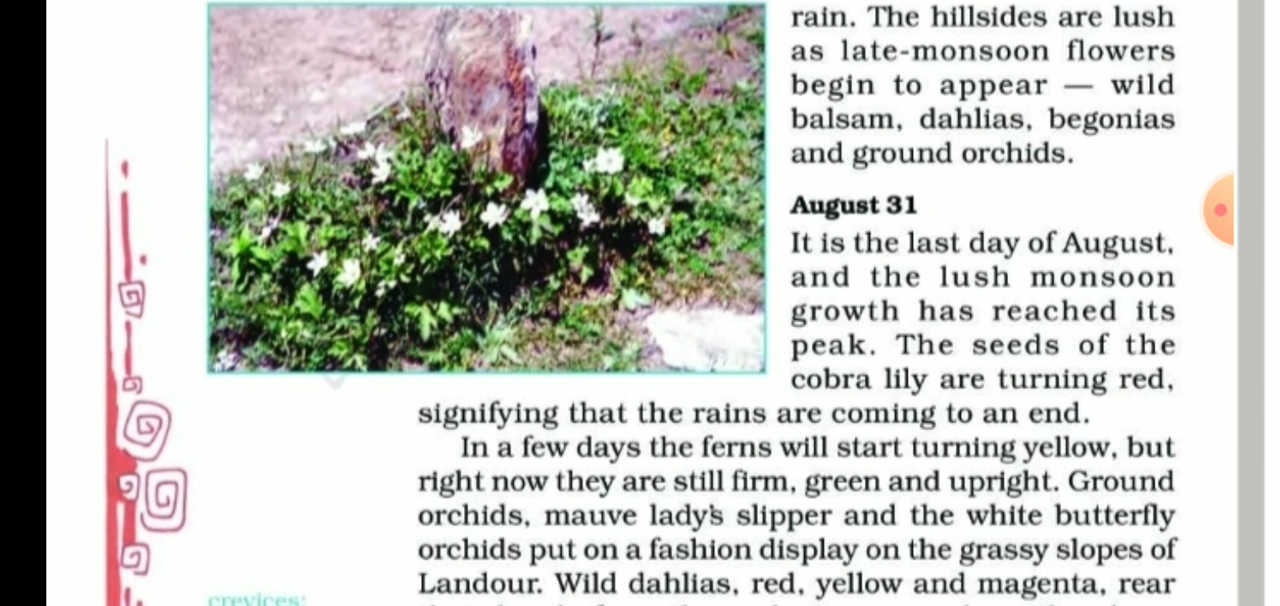 rain. The hillsides are lush
as late-monsoon flowers
begin to appear — wild
balsam, dahlias, begonias
and ground orchids.
August 31
It is the last day of August,
and the lush monsoon
growth has reached its
peak. The seeds of the
cobra lily are turning red,
signifying that the rains are coming to an end.
In a few days the ferns will start turning yellow, but
right now they are still firm, green and upright. Ground
orchids, mauve lady's slipper and the white butterfly
orchids put on a fashion display on the grassy slopes of
Landour. Wild dahlias, red, yellow and magenta, rear
crevices: